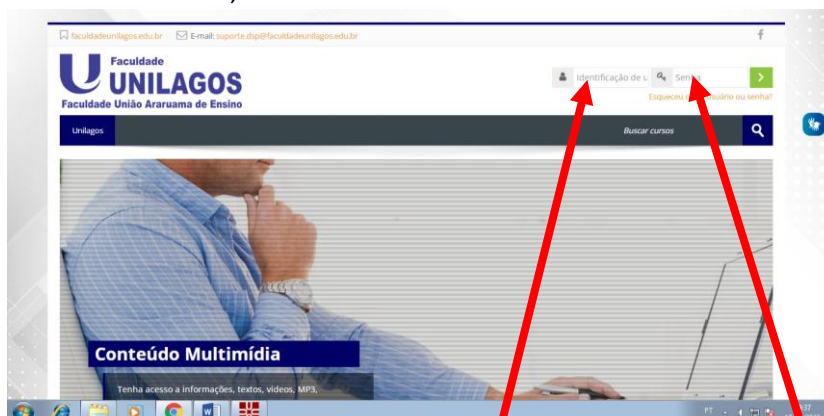 faculdadeunilagos.edu.br E-mail: suporte.dsp@faculdadeunilagos.edu.br f
Faculdade
UNILAGOS
Faculdade União Araruama de Ensino
Identificação de u Senha
Esqueceu o usuário ou senha?
Unilagos Buscar cursos
Conteúdo Multimídia
Tenha acesso a informações, textos, vídeos, MP3,
PT